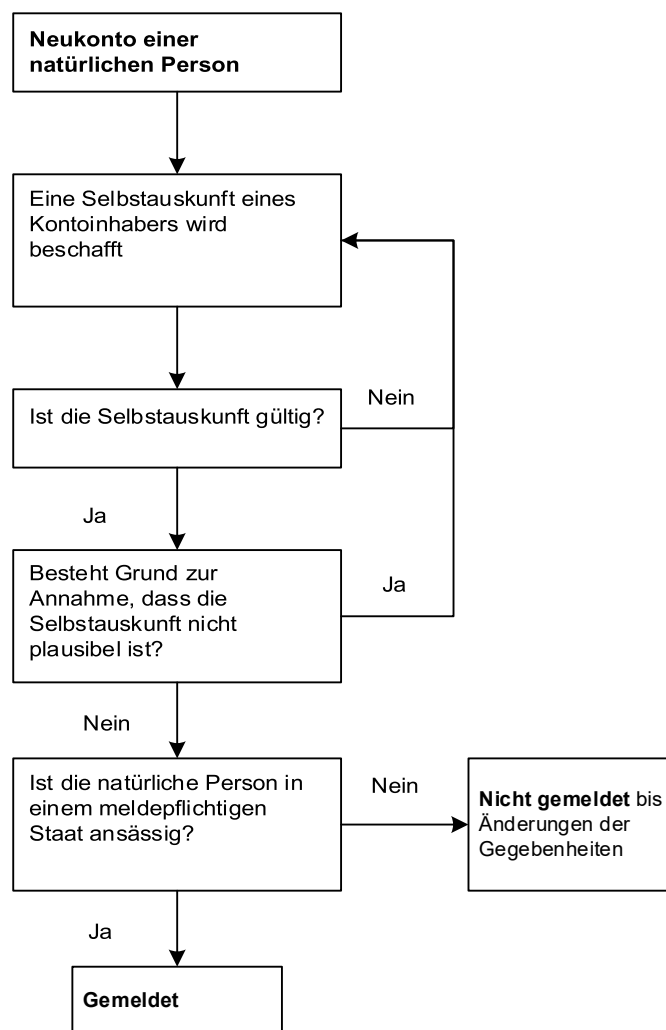 Neukonto einer
natürlichen Person
Eine Selbstauskunft eines
Kontoinhabers wird
beschafft
Nein
Ist die Selbstauskunft gültig?
Ja
Besteht Grund zur
Annahme, dass die
Selbstauskunft nicht
plausibel ist?
Ja
Nein
Ist die natürliche Person in
einem meldepflichtigen
Staat ansässig?
Nein
Nicht gemeldet bis
Änderungen der
Gegebenheiten
Ja
Gemeldet